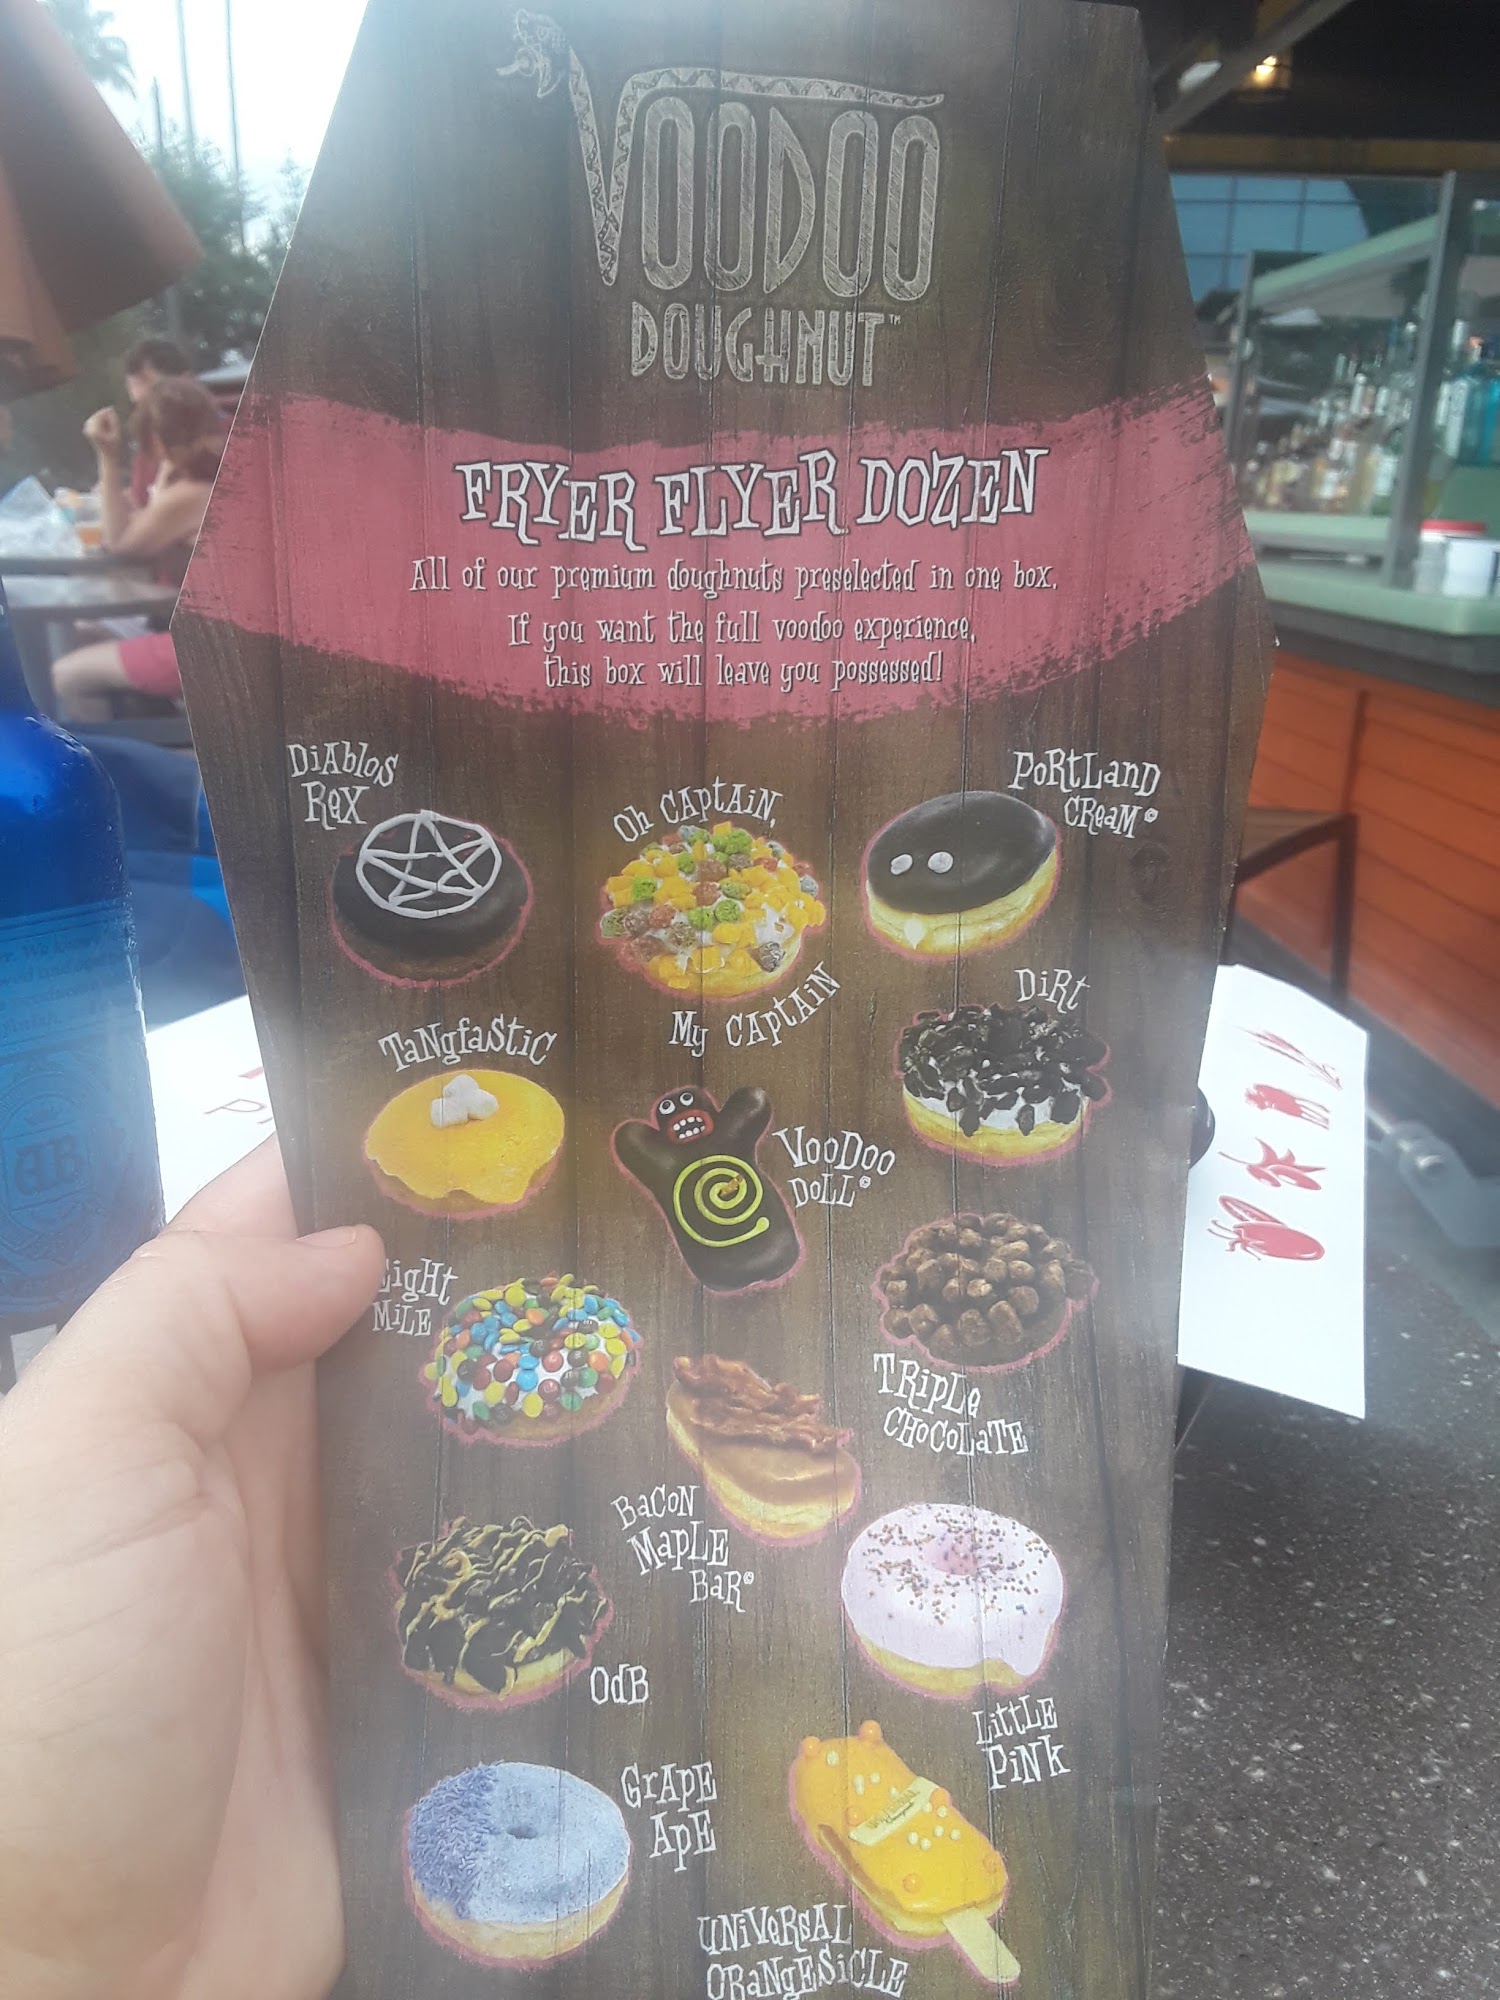 VOODOO
DOUGHNUT™
FRYER FLYER DOZEN
All of our premium doughnuts preselected in one box.
If you want the full voodoo experience,
this box will leave you possessed!
DiAblos
Rex
Oh CAptAiN,
My CAptAiN
PoRtLand
CReaM©
TaNgfaStiC
DiRt
VooDoo
DoLL©
EigHt
MiLE
TRipLe
CHoCoLaTE
BaCoN
MapLE
BaR©
OdB
LittLE
PiNk
GrApE
ApE
UNiVeRsAL
ORaNgESiCLE